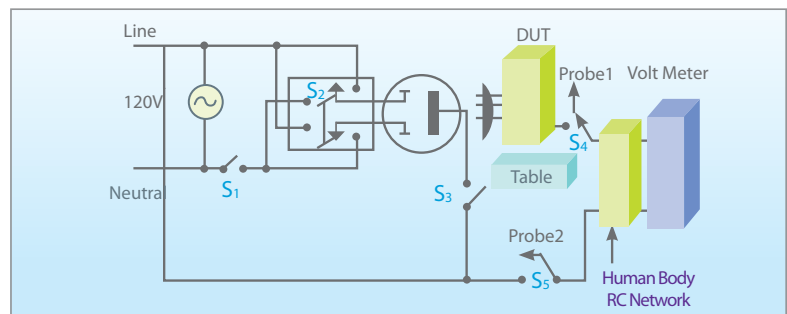 Line
DUT
Probe1
Volt Meter
S2
120V
S4
Table
Neutral
S1
S3
Probe2
S5
Human Body
RC Network